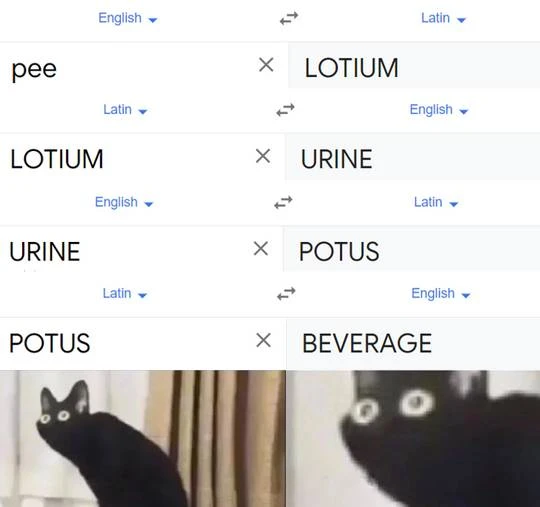 English Latin
pee LOTIUM
Latin English
LOTIUM URINE
English Latin
URINE POTUS
Latin English
POTUS BEVERAGE